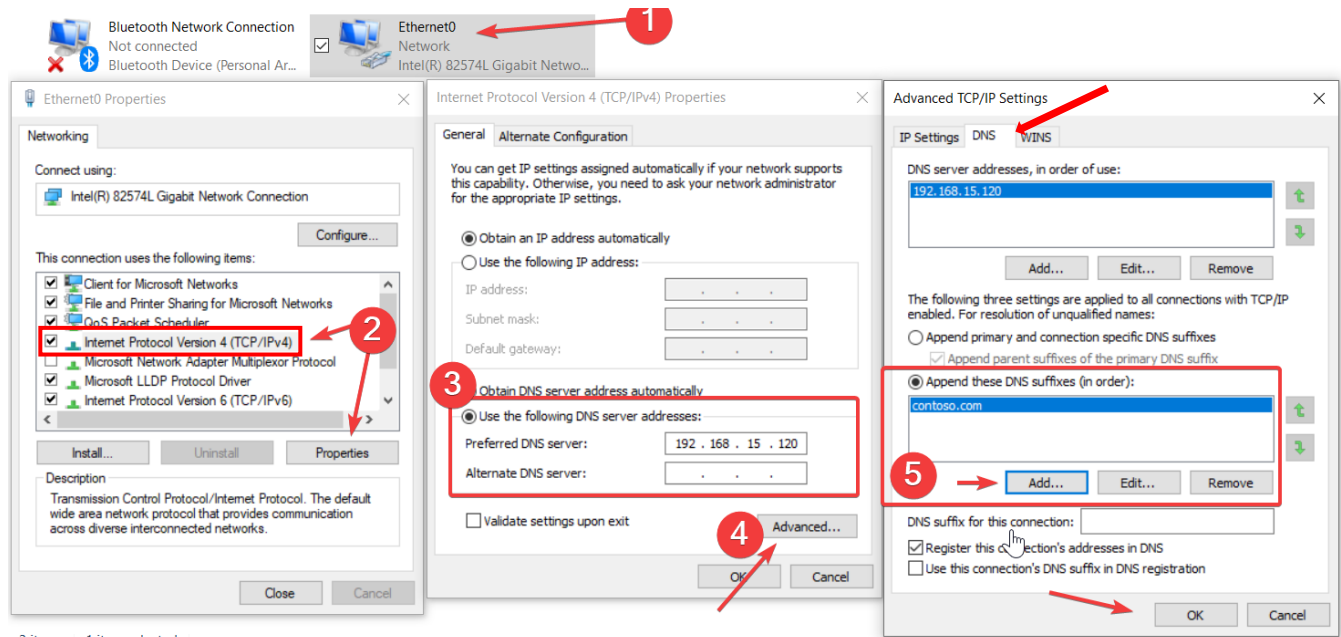 Bluetooth Network Connection
Not connected
Bluetooth Device (Personal Ar...
Ethernet0
Network
Intel(R) 82574L Gigabit Netwo...
1
Ethernet0 Properties
Networking
Connect using:
Intel(R) 82574L Gigabit Network Connection
Configure...
This connection uses the following items:
Client for Microsoft Networks
File and Printer Sharing for Microsoft Networks
QoS Packet Scheduler
Internet Protocol Version 4 (TCP/IPv4)
Microsoft Network Adapter Multiplexor Protocol
Microsoft LLDP Protocol Driver
Internet Protocol Version 6 (TCP/IPv6)
2
Install...
Uninstall
Properties
Description
Transmission Control Protocol/Internet Protocol. The default
wide area network protocol that provides communication
across diverse interconnected networks.
Close
Cancel
Internet Protocol Version 4 (TCP/IPv4) Properties
General
Alternate Configuration
You can get IP settings assigned automatically if your network supports
this capability. Otherwise, you need to ask your network administrator
for the appropriate IP settings.
Obtain an IP address automatically
Use the following IP address:
IP address:
Subnet mask:
Default gateway:
3
Obtain DNS server address automatically
Use the following DNS server addresses:
Preferred DNS server:
192 . 168 . 15 . 120
Alternate DNS server:
Validate settings upon exit
4
Advanced...
OK
Cancel
Advanced TCP/IP Settings
IP Settings
DNS
WINS
DNS server addresses, in order of use:
192.168.15.120
Add...
Edit...
Remove
The following three settings are applied to all connections with TCP/IP
enabled. For resolution of unqualified names:
Append primary and connection specific DNS suffixes
Append parent suffixes of the primary DNS suffix
Append these DNS suffixes (in order):
contoso.com
5
Add...
Edit...
Remove
DNS suffix for this connection:
Register this connection's addresses in DNS
Use this connection's DNS suffix in DNS registration
OK
Cancel